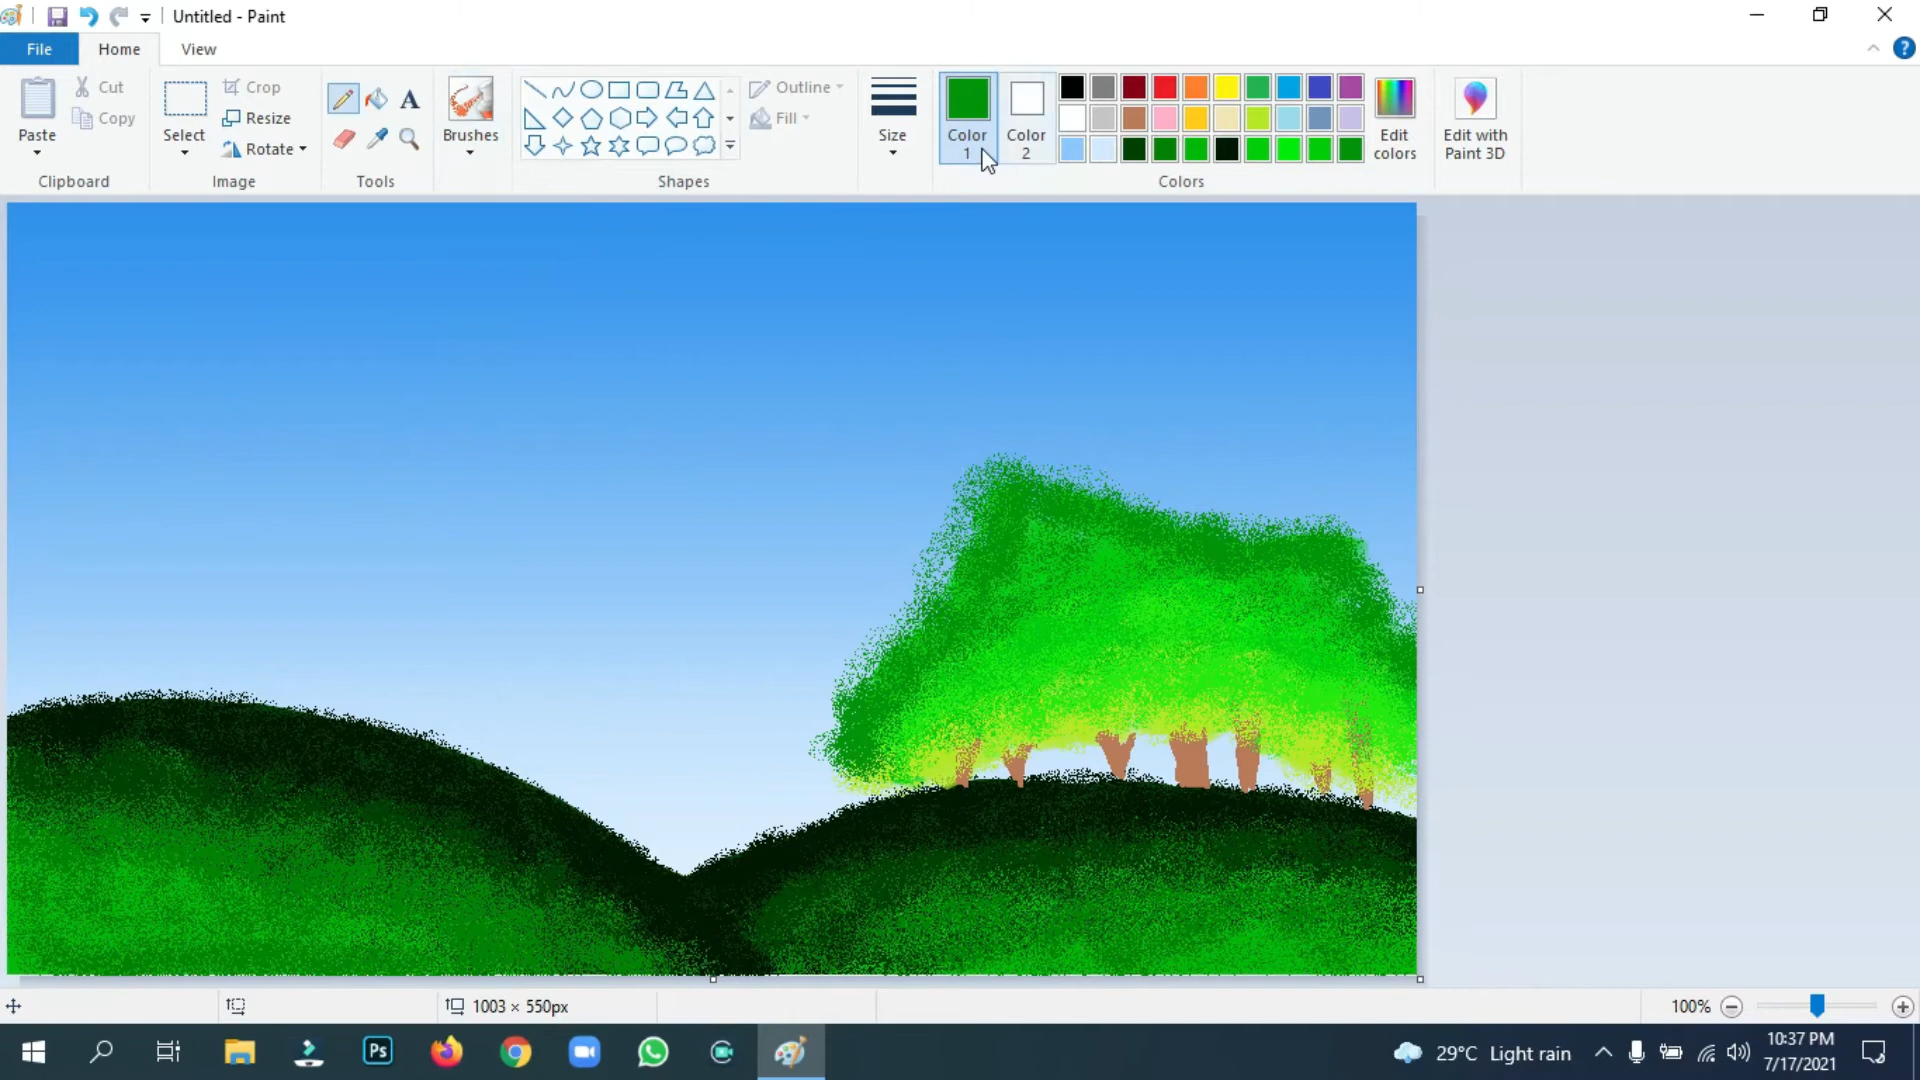 Untitled - Paint
File Home View
Paste
Cut
Copy
Clipboard
Select
Crop
Resize
Rotate
Image
A
Tools
Brushes
Shapes
Outline
Fill
Size
Color 1
Color 2
Colors
Edit colors
Edit with Paint 3D
?
1003 × 550px
100%
Ps
29°C Light rain
10:37 PM
7/17/2021